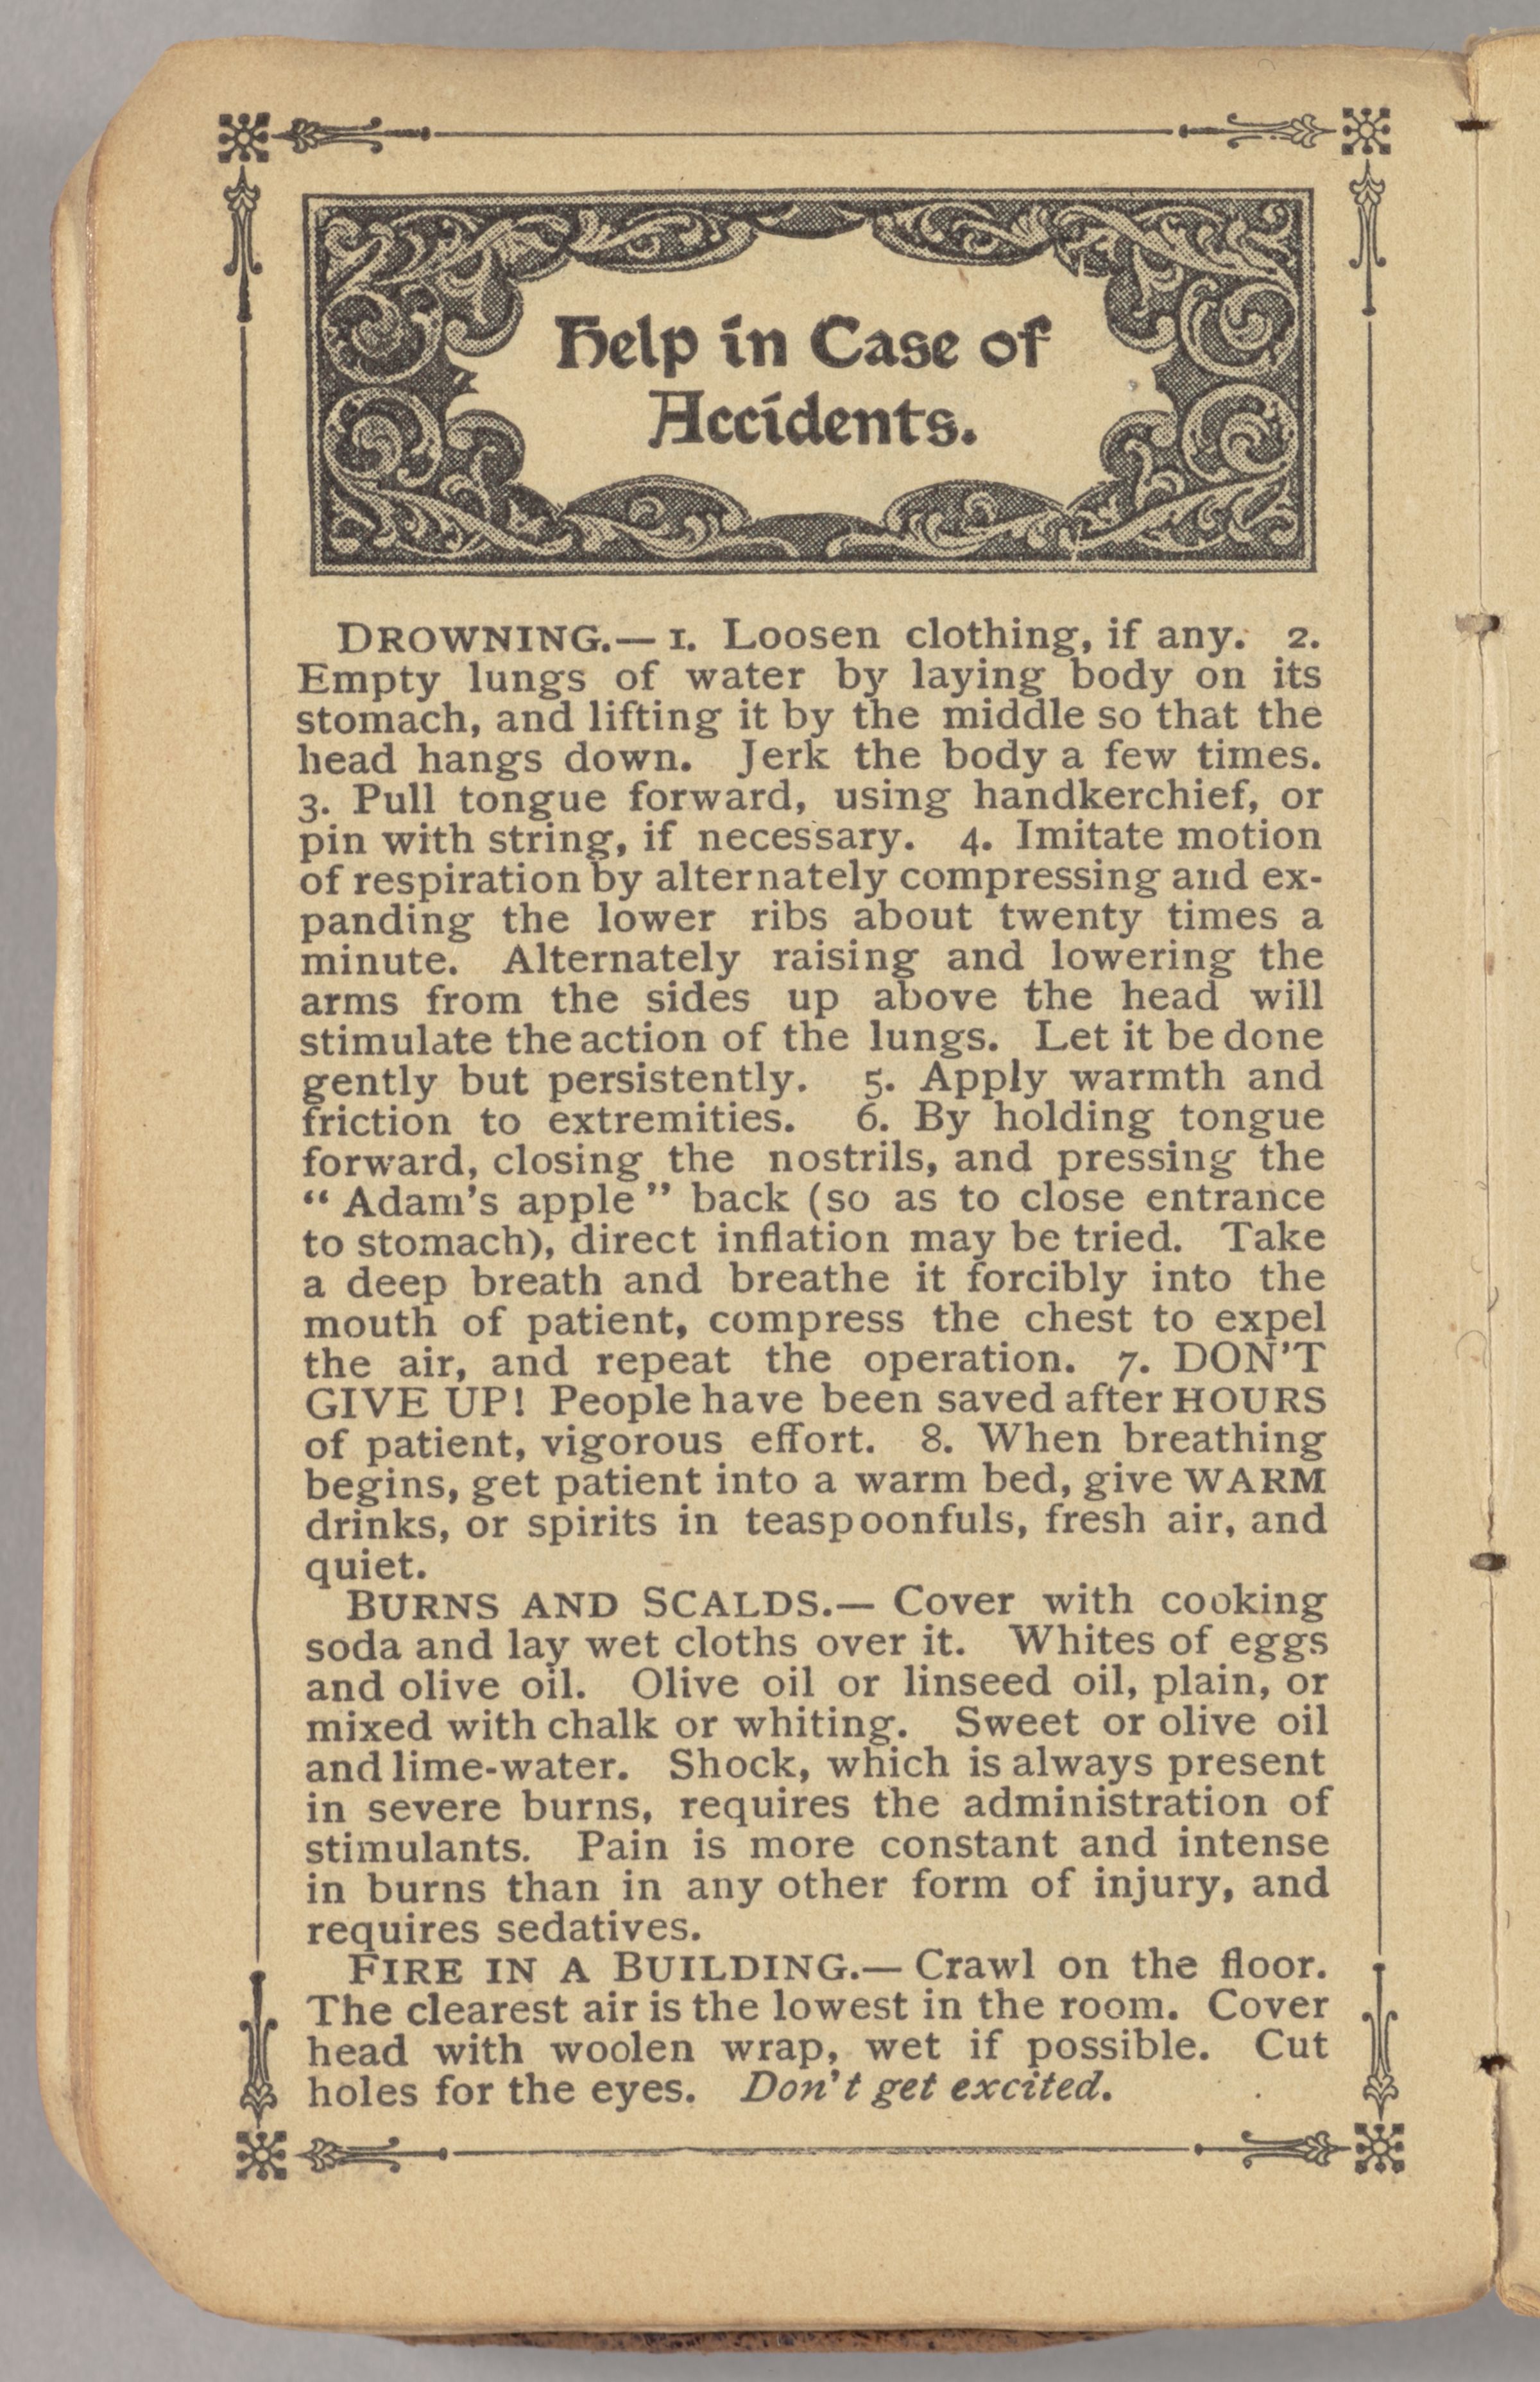 Help in Case of
Accidents.
DROWNING.— 1. Loosen clothing, if any. 2.
Empty lungs of water by laying body on its
stomach, and lifting it by the middle so that the
head hangs down. Jerk the body a few times.
3. Pull tongue forward, using handkerchief, or
pin with string, if necessary. 4. Imitate motion
of respiration by alternately compressing and ex-
panding the lower ribs about twenty times a
minute. Alternately raising and lowering the
arms from the sides up above the head will
stimulate the action of the lungs. Let it be done
gently but persistently. 5. Apply warmth and
friction to extremities. 6. By holding tongue
forward, closing the nostrils, and pressing the
“ Adam’s apple ” back (so as to close entrance
to stomach), direct inflation may be tried. Take
a deep breath and breathe it forcibly into the
mouth of patient, compress the chest to expel
the air, and repeat the operation. 7. DON’T
GIVE UP! People have been saved after HOURS
of patient, vigorous effort. 8. When breathing
begins, get patient into a warm bed, give WARM
drinks, or spirits in teaspoonfuls, fresh air, and
quiet.
BURNS AND SCALDS.— Cover with cooking
soda and lay wet cloths over it. Whites of eggs
and olive oil. Olive oil or linseed oil, plain, or
mixed with chalk or whiting. Sweet or olive oil
and lime-water. Shock, which is always present
in severe burns, requires the administration of
stimulants. Pain is more constant and intense
in burns than in any other form of injury, and
requires sedatives.
FIRE IN A BUILDING.— Crawl on the floor.
The clearest air is the lowest in the room. Cover
head with woolen wrap, wet if possible. Cut
holes for the eyes. Don’t get excited.